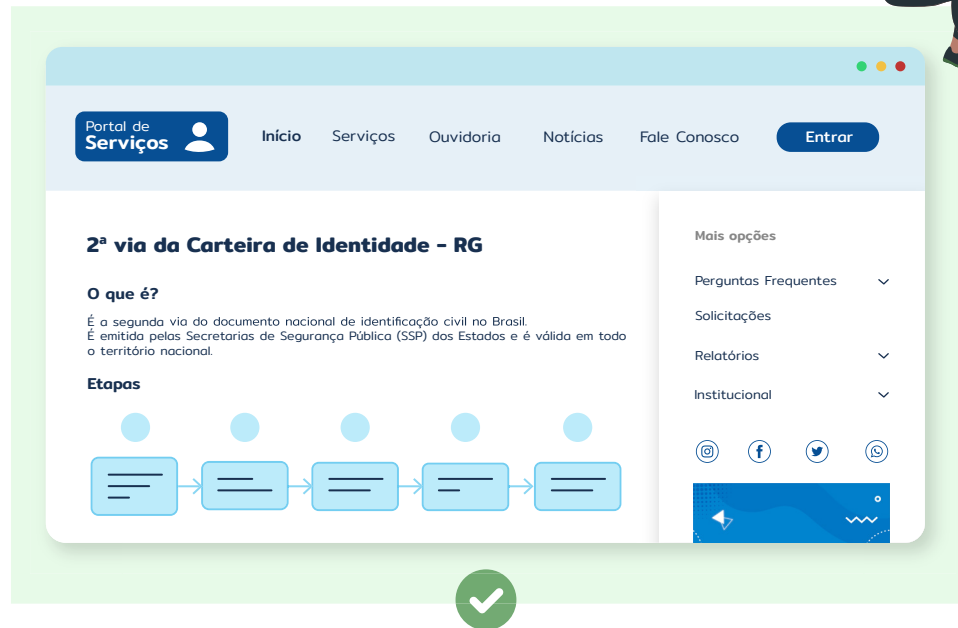 Portal de
Serviços
Início Serviços Ouvidoria Notícias Fale Conosco Entrar
2ª via da Carteira de Identidade - RG
O que é?
É a segunda via do documento nacional de identificação civil no Brasil.
É emitida pelas Secretarias de Segurança Pública (SSP) dos Estados e é válida em todo
o território nacional.
Etapas
Mais opções
Perguntas Frequentes
Solicitações
Relatórios
Institucional